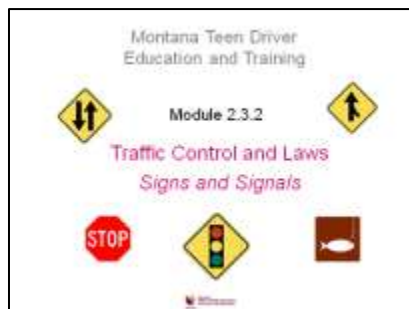 Montana Teen Driver
Education and Training
Module 2.3.2
Traffic Control and Laws
Signs and Signals
STOP